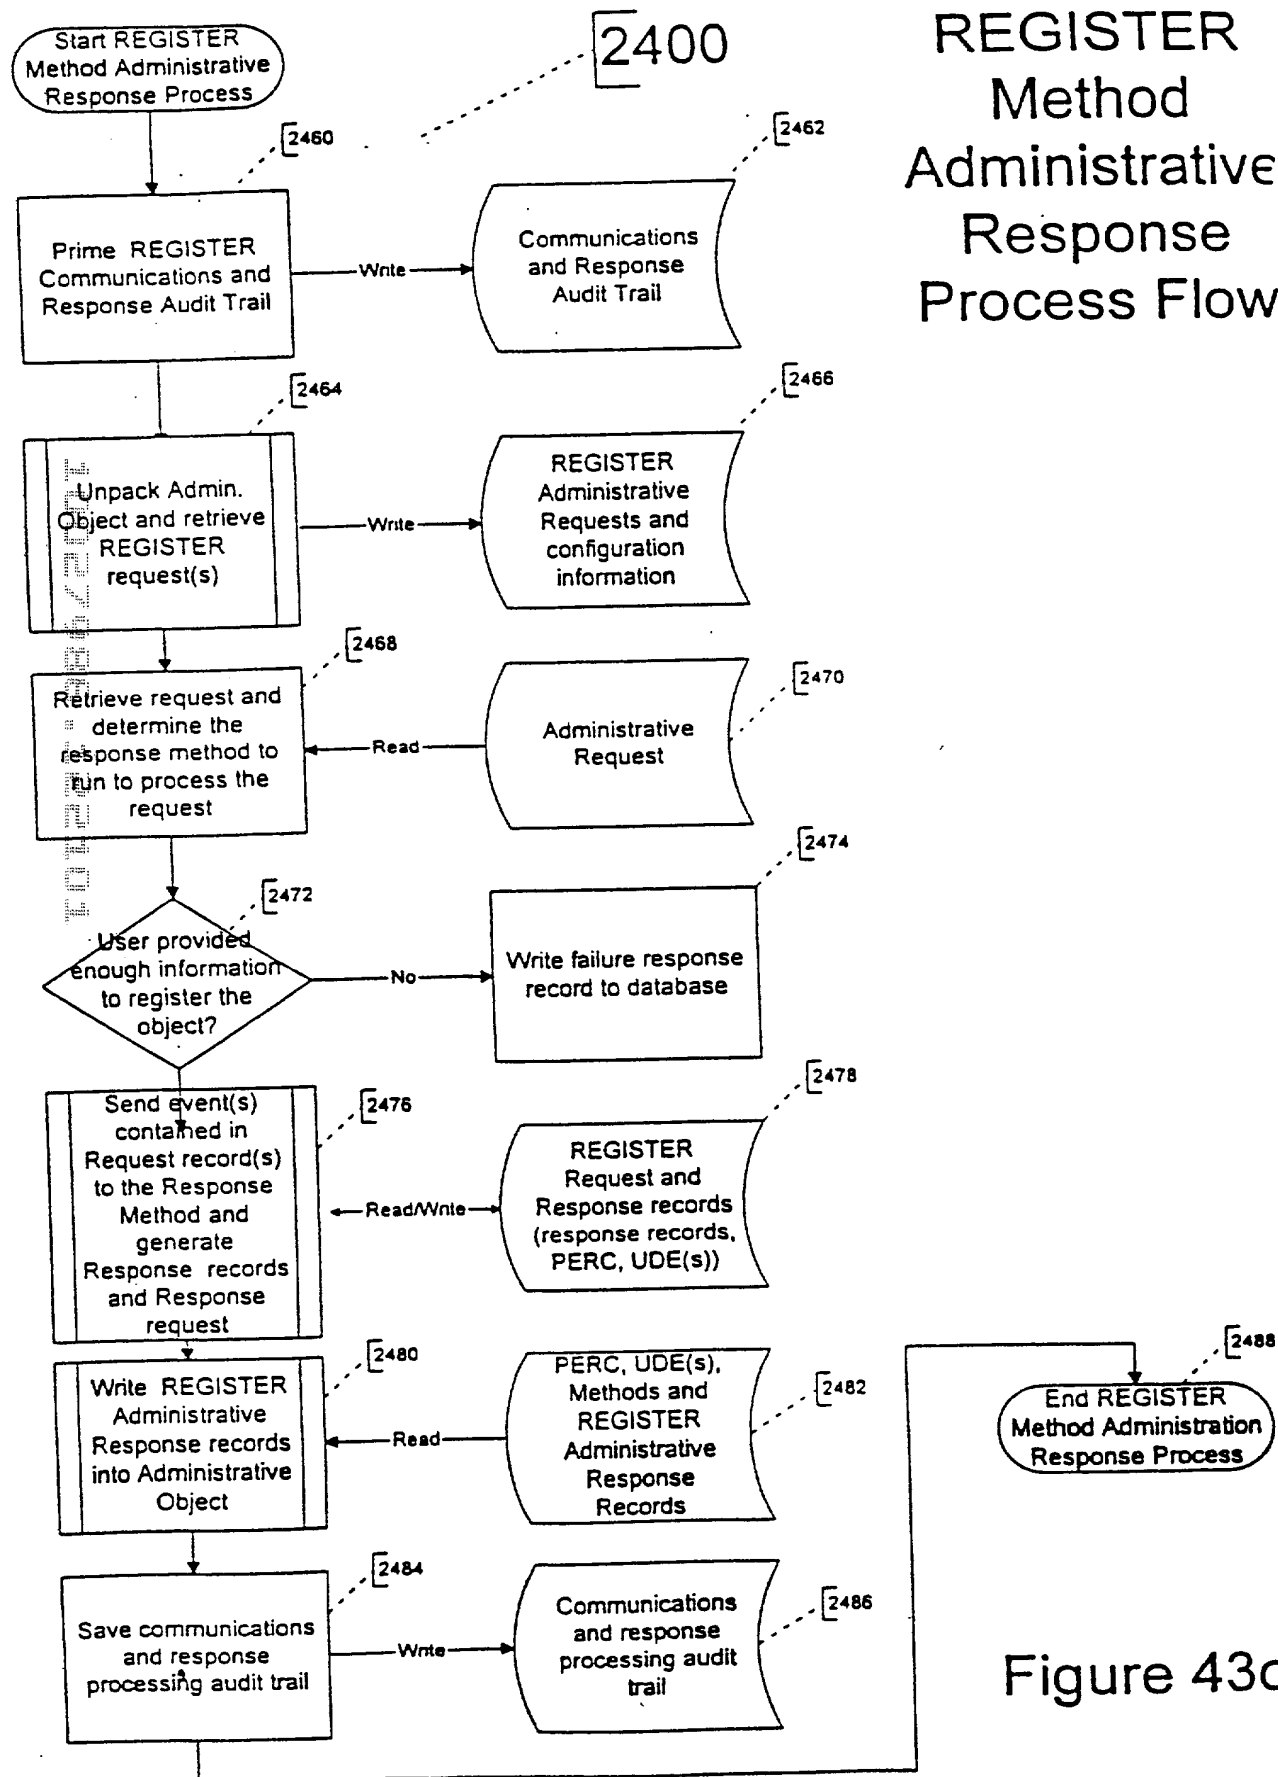 Start REGISTER
Method Administrative
Response Process
2400
REGISTER
Method
Administrative
Response
Process Flow
2460
2462
Prime REGISTER
Communications and
Response Audit Trail
Write
Communications
and Response
Audit Trail
2464
2466
Unpack Admin.
Object and retrieve
REGISTER
request(s)
Write
REGISTER
Administrative
Requests and
configuration
information
2468
2470
Retrieve request and
determine the
response method to
run to process the
request
Read
Administrative
Request
2472
2474
User provided
enough information
to register the
object?
No
Write failure response
record to database
2476
2478
Send event(s)
contained in
Request record(s)
to the Response
Method and
generate
Response records
and Response
request
Read/Write
REGISTER
Request and
Response records
(response records,
PERC, UDE(s))
2480
2482
Write REGISTER
Administrative
Response records
into Administrative
Object
Read
PERC, UDE(s),
Methods and
REGISTER
Administrative
Response
Records
2488
End REGISTER
Method Administration
Response Process
2484
2486
Save communications
and response
processing audit trail
Write
Communications
and response
processing audit
trail
Figure 43c